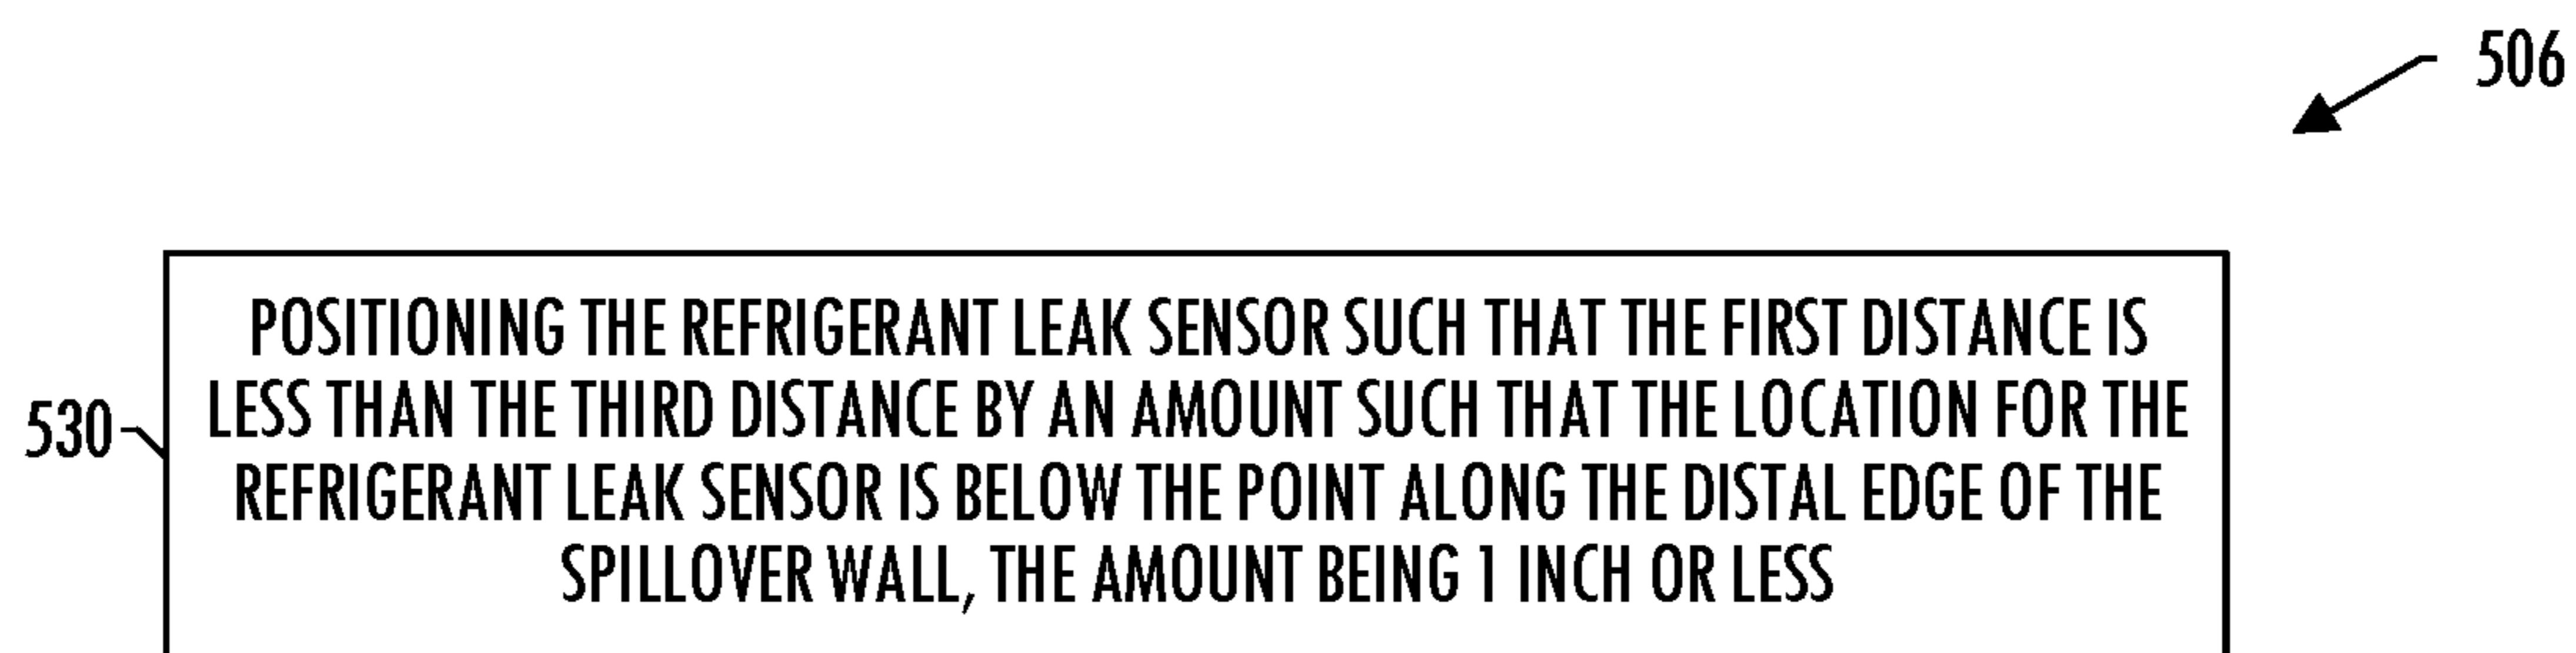 506
POSITIONING THE REFRIGERANT LEAK SENSOR SUCH THAT THE FIRST DISTANCE IS
LESS THAN THE THIRD DISTANCE BY AN AMOUNT SUCH THAT THE LOCATION FOR THE
530
REFRIGERANT LEAK SENSOR IS BELOW THE POINT ALONG THE DISTAL EDGE OF THE
SPILLOVER WALL, THE AMOUNT BEING 1 INCH OR LESS